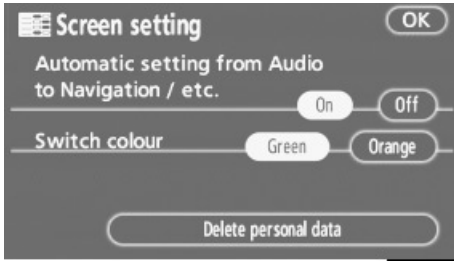 Screen setting
OK
Automatic setting from Audio
to Navigation / etc.
On
Off
Switch colour
Green
Orange
Delete personal data